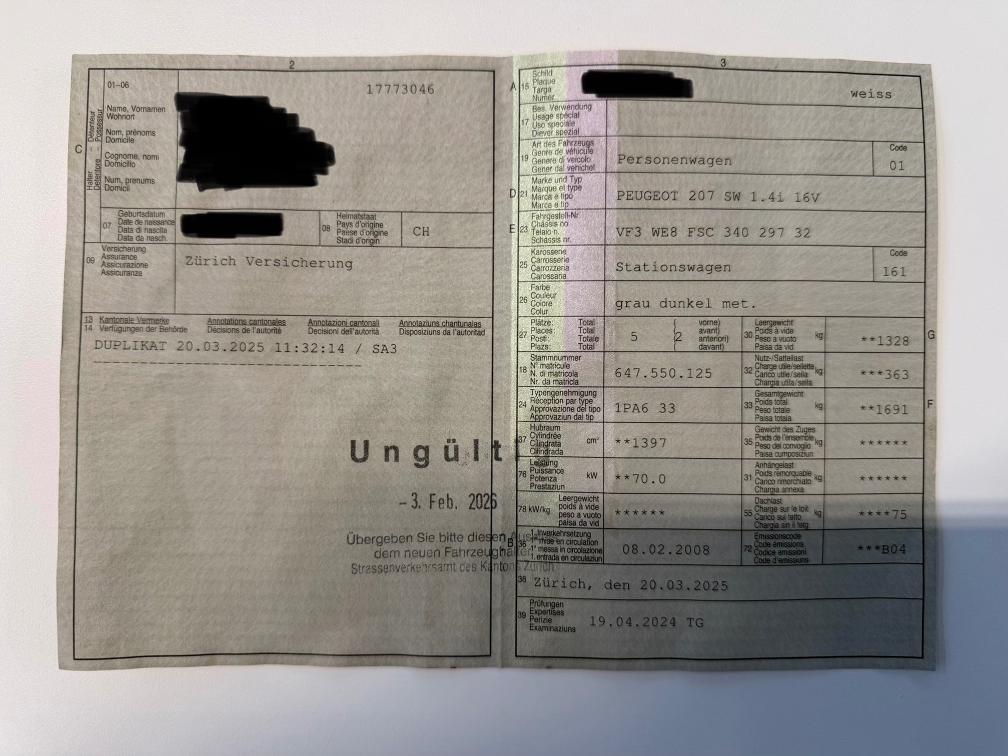 2
01-06
17773046
C
Halter Détenteur
Detentore Possessur
Name, Vornamen
Wohnort
Nom, prénoms
Domicile
Cognome, nomi
Domicilio
Num, prenums
Domicil
07
Geburtsdatum
Date de naissance
Data di nascita
Data da nasch.
08
Heimatstaat
Pays d'origine
Paese d'origine
Stadi d'origin
CH
09
Versicherung
Assurance
Assicurazione
Assicuranza
Zürich Versicherung
13 Kantonale Vermerke Annotations cantonales Annotazioni cantonali Annotaziuns chantunalas
14 Verfügungen der Behörde Décisions de l'autorité Decisioni dell'autorità Disposiziuns da l'autoritad
DUPLIKAT 20.03.2025 11:32:14 / SA3
--------------------------------
Ungült
-3. Feb. 2026
Übergeben Sie bitte diesen
dem neuen Fahrzeughalter
Strassenverkehrsamt des Kantons Zürich
3
A 15
Schild
Plaque
Targa
Numer
weiss
17
Bes. Verwendung
Usage spécial
Uso speciale
Diever spezial
19
Art des Fahrzeugs
Genre de véhicule
Genere di veicolo
Gener dal vehichel
Personenwagen
Code
01
D 21
Marke und Typ
Marque et type
Marca e tipo
Marca e tip
PEUGEOT 207 SW 1.4i 16V
E 23
Fahrgestell-Nr.
Châssis no
Telaio n.
Schassis nr.
VF3 WE8 FSC 340 297 32
25
Karosserie
Carrosserie
Carrozzeria
Carossaria
Stationswagen
Code
161
26
Farbe
Couleur
Colore
Colur
grau dunkel met.
27
Plätze: Total ( vorne)
Places: Total avant)
Posti: Totale anteriori)
Plazs: Total davant)
5 2
30
Leergewicht
Poids à vide
Peso a vuoto
Paisa da vid
kg
**1328
G
18
Stammnummer
N° matricule
N. di matricola
Nr. da matricla
647.550.125
32
Nutz-/Sattellast
Charge utile/sellette
Carico utile/sella
Chargia utila/sella
kg
***363
24
Typengenehmigung
Réception par type
Approvazione del tipo
Approvaziun dal tip
1PA6 33
33
Gesamtgewicht
Poids total
Peso totale
Paisa totala
kg
**1691
F
37
Hubraum
Cylindrée
Cilindrata
Cilindrada
cm³
**1397
35
Gewicht des Zuges
Poids de l'ensemble
Peso del convoglio
Paisa cumposiziun
kg
******
76
Leistung
Puissance
Potenza
Prestaziun
kW
**70.0
31
Anhängelast
Poids remorquable
Carico rimorchiato
Chargia annexa
kg
******
78 kW/kg
Leergewicht
poids à vide
peso a vuoto
paisa da vid
******
55
Dachlast
Charge sur le toit
Carico sul tetto
Chargia sin il tetg
kg
****75
B 36
1. Inverkehrsetzung
1re mise en circulation
1a messa in circolazione
1. entrada en circulaziun
08.02.2008
72
Emissionscode
Code émissions
Codice emissioni
Code d'emissiuns
***B04
38 Zürich, den 20.03.2025
39
Prüfungen
Expertises
Perizie
Examinaziuns
19.04.2024 TG